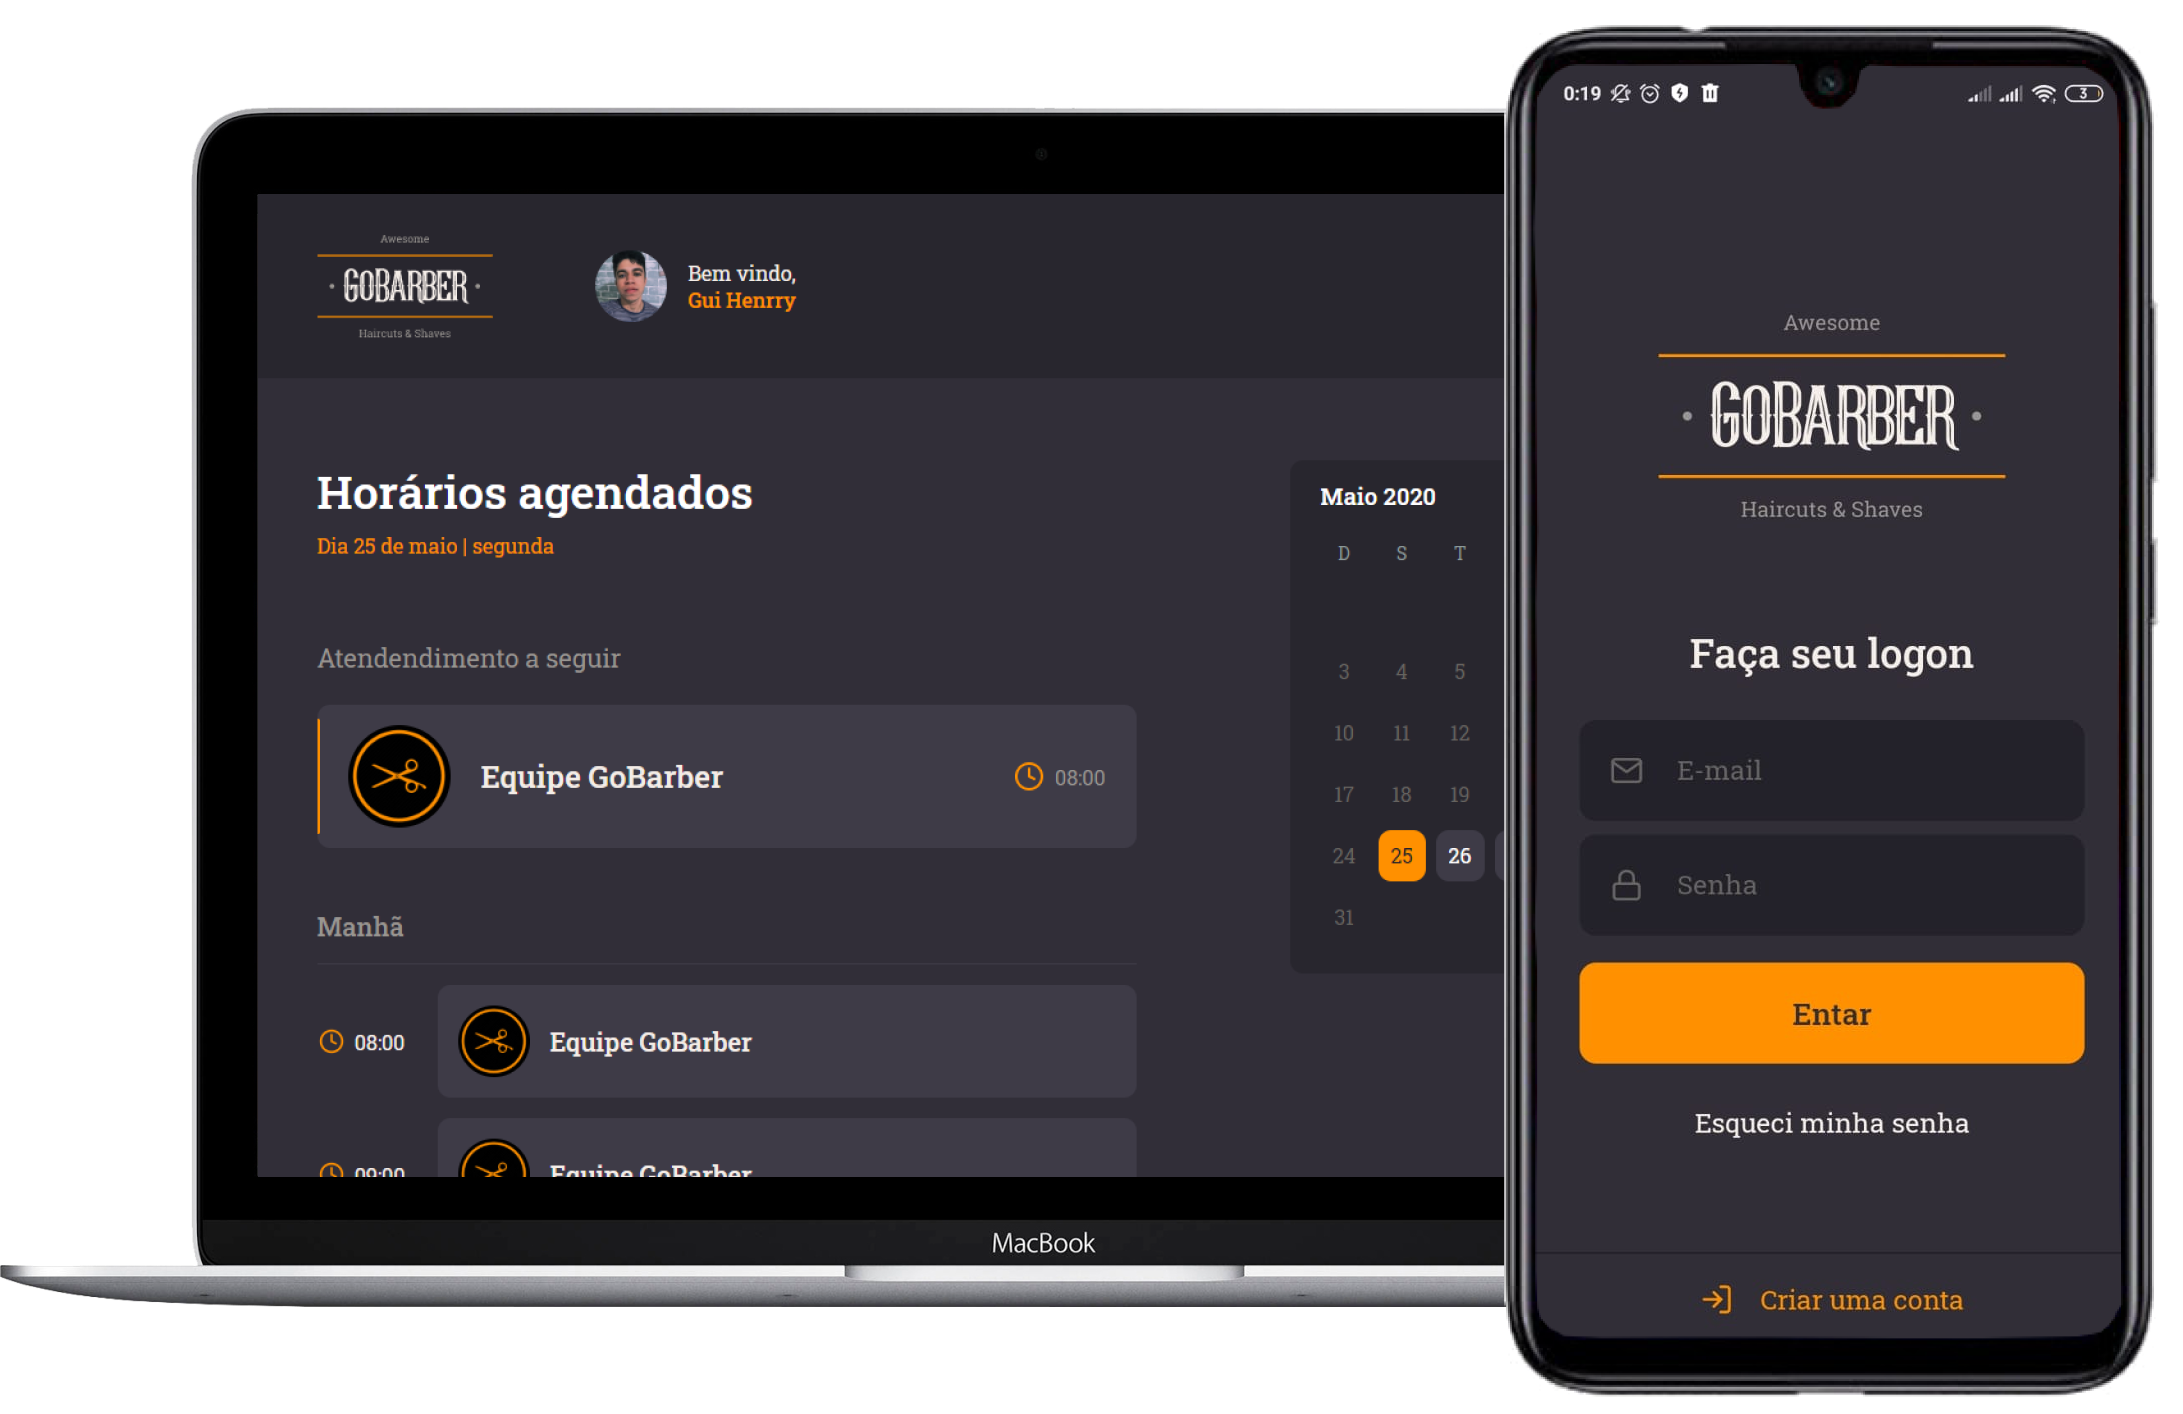 Awesome
GOBARBER
Haircuts & Shaves
Bem vindo,
Gui Henrry
Horários agendados
Dia 25 de maio | segunda
Atendendimento a seguir
Equipe GoBarber
08:00
Manhã
08:00
Equipe GoBarber
09:00
Equipe GoBarber
Maio 2020
D S T
3 4 5
10 11 12
17 18 19
24 25 26
31
MacBook
0:19
3
Awesome
GOBARBER
Haircuts & Shaves
Faça seu logon
E-mail
Senha
Entar
Esqueci minha senha
Criar uma conta